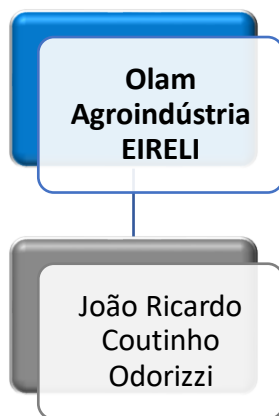 Olam
Agroindústria
EIRELI
João Ricardo
Coutinho
Odorizzi